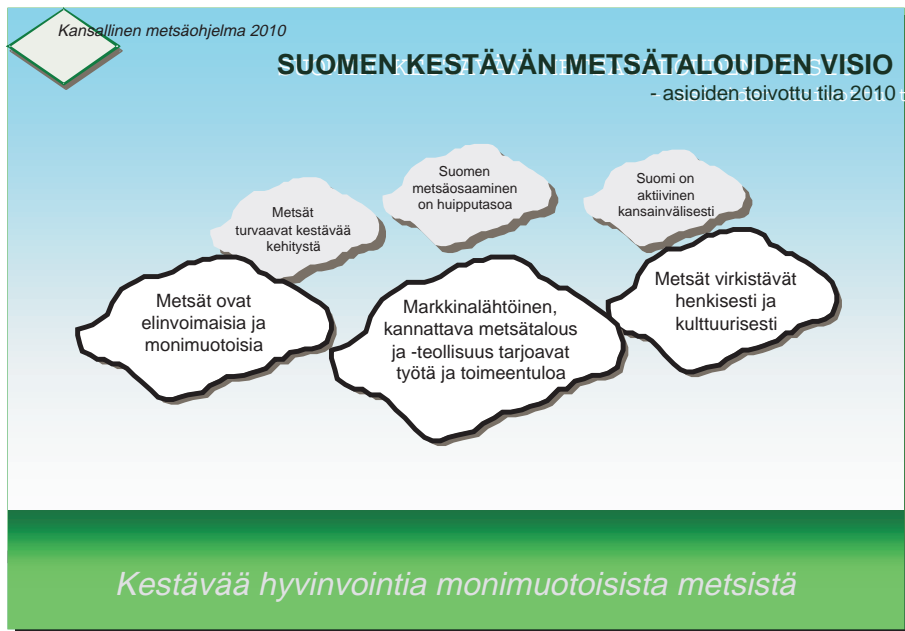 Kansallinen metsäohjelma 2010
SUOMEN KESTÄVÄN METSÄTALOUDEN VISIO
- asioiden toivottu tila 2010
Suomen
metsäosaaminen
on huipputasoa
Suomi on
aktiivinen
kansainvälisesti
Metsät
turvaavat kestävää
kehitystä
Metsät ovat
elinvoimaisia ja
monimuotoisia
Markkinalähtöinen,
kannattava metsätalous
ja -teollisuus tarjoavat
työtä ja toimeentuloa
Metsät virkistävät
henkisesti ja
kulttuurisesti
Kestävää hyvinvointia monimuotoisista metsistä